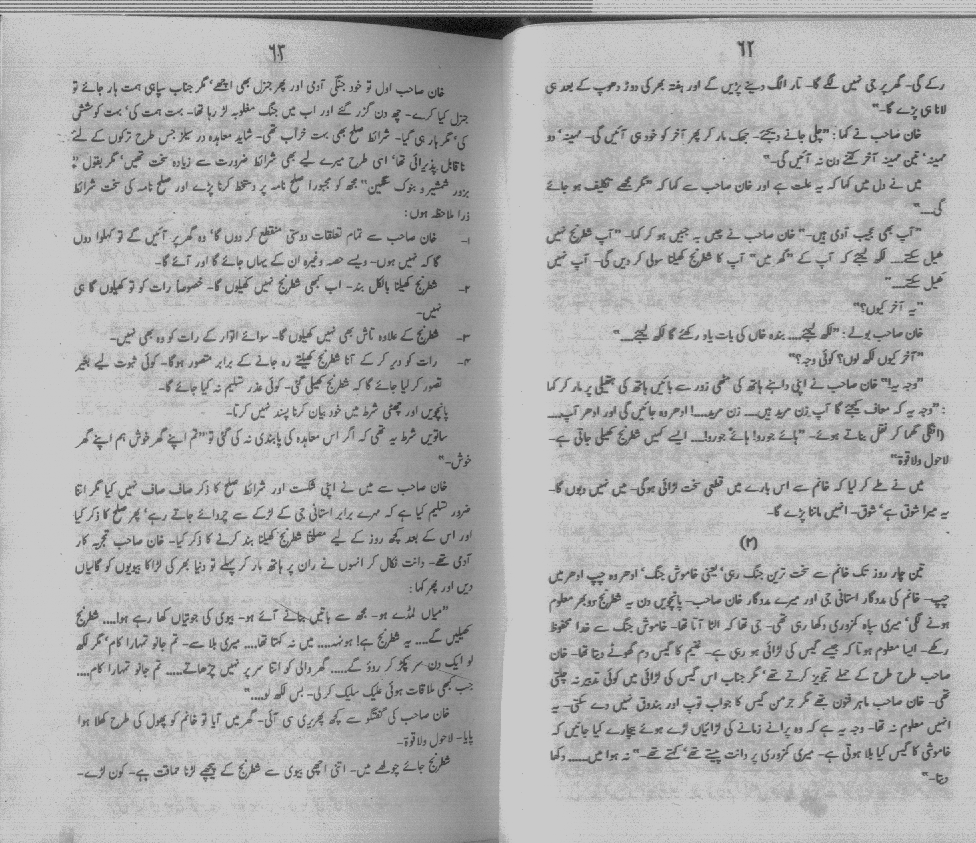 ۶۲
رکے گی۔ گھر پر جی نہیں لگے گا۔ تار الگ دینے پڑیں گے اور ہفتہ بھر کی دوڑ دھوپ کے بعد ہی
لانا ہی پڑے گا۔"
خان صاحب نے کہا: "چلی جانے دیجئے۔ جھک مار کر پھر آخر کو خود ہی آئیں گی۔ مہینہ' دو
مہینہ' تین مہینہ آخر کتنے دن نہ آئیں گی۔"
میں نے دل میں کہا کہ یہ علت ہے اور خان صاحب سے کہا کہ "مگر مجھے تکلیف ہو جائے
گی....."
"آپ بھی عجیب آدمی ہیں۔" خان صاحب نے چیں بہ جبیں ہو کر کہا۔ "آپ شطرنج نہیں
کھیل سکتے.... لکھ لیجئے کہ آپ کے "گھر میں" آپ کا شطرنج کھیلنا سولی کر دیں گی۔ آپ نہیں
کھیل سکتے....."
"یہ آخر کیوں؟"
خان صاحب بولے: "لکھ لیجئے.... بندہ خاں کی بات یاد رکھئے گا لکھ لیجئے....."
"آخر کیوں لکھ لوں؟ کوئی وجہ؟"
"وجہ یہ!" خان صاحب نے اپنی داہنے ہاتھ کی مٹھی زور سے بائیں ہاتھ کی ہتھیلی پر مار کر کہا
: "وجہ یہ کہ معاف کیجئے گا آپ زن مرید ہیں.... زن مرید....! ادھر وہ جائیں گی اور ادھر آپ....
(انگلی گھما کر نقل بناتے ہوئے۔ "ہائے جورو! ہائے جورو!.... ایسے کہیں شطرنج کھیلی جاتی ہے۔
لاحول ولاقوۃ"
میں نے طے کر لیا کہ خانم سے اس بارے میں قطعی سخت لڑائی ہوگی۔ میں نہیں دبوں گا۔
یہ میرا شوق ہے' شوق۔ انہیں ماننا پڑے گا۔
(۲)
تین چار روز تک خانم سے سخت ترین جنگ رہی' یعنی خاموش جنگ' ادھر وہ چپ ادھر میں
چپ۔ خانم کی مددگار استانی جی اور میرے مددگار خان صاحب۔ پانچویں دن یہ شطرنج دوبھر معلوم
ہونے لگی' میری سپاہ کمزوری دکھا رہی تھی۔ جی تھا کہ الٹا آتا تھا۔ خاموش جنگ سے خدا محفوظ
رکھے۔ ایسا معلوم ہوتا کہ جیسے گیس کی لڑائی ہو رہی ہے۔ غنیم کا گیس دم گھونٹے دیتا تھا۔ خان
صاحب طرح طرح کے حملے تجویز کرتے تھے' مگر جناب اس گیس کی لڑائی میں کوئی تدبیر نہ چلتی
تھی۔ خان صاحب ماہر فنون تھے مگر جرمن گیس کا جواب توپ اور بندوق نہیں دے سکتی۔ یہ
انہیں معلوم نہ تھا۔ وجہ یہ ہے کہ وہ پرانے زمانے کی لڑائیاں لڑے ہوئے بیچارے کیا جانیں کہ
خاموشی کا گیس کیا بلا ہوتی ہے۔ میری کمزوری پر دانت پیستے تھے' کہتے تھے۔ "نہ ہوا میں..... دکھا
دیتا۔"
۶۳
خان صاحب اول تو خود جنگی آدمی اور پھر جنرل بھی اچھے' مگر جناب سپاہی ہمت ہار جائے تو
جنرل کیا کرے۔ چھ دن گزر گئے اور اب میں جنگ مغلوبہ لڑ رہا تھا۔ بہت ہمت کی' بہت کوشش
کی' مگر ہار ہی گیا۔ شرائط صلح بھی بہت خراب تھی۔ شاید معاہدہ ورسیلز جس طرح ترکوں کے لئے
ناقابل پذیرائی تھا' اسی طرح میرے لیے بھی شرائط ضرورت سے زیادہ سخت تھیں' مگر بقول "
بزور شمشیر و بنوک سنگین" مجھ کو مجبوراً صلح نامہ پر دستخط کرنا پڑے اور صلح نامہ کی سخت شرائط
ذرا ملاحظہ ہوں:
۱۔ خان صاحب سے تمام تعلقات دوستی منقطع کر دوں گا' وہ گھر پر آئیں گے تو کہلوا دوں
گا کہ نہیں ہوں۔ ویسے حصہ وغیرہ ان کے یہاں جائے گا اور آئے گا۔
۲۔ شطرنج کھیلنا بالکل بند۔ اب کبھی شطرنج نہیں کھیلوں گا۔ خصوصاً رات کو تو کھیلوں گا ہی
نہیں۔
۳۔ شطرنج کے علاوہ تاش بھی نہیں کھیلوں گا۔ سوائے اتوار کے رات کو وہ بھی نہیں۔
۴۔ رات کو دیر کر کے آنا شطرنج کھیلتے رہ جانے کے برابر متصور ہوگا۔ کوئی ثبوت لیے بغیر
تصور کر لیا جائے گا کہ شطرنج کھیلی گئی۔ کوئی عذر تسلیم نہ کیا جائے گا۔
پانچویں اور چھٹی شرط میں خود بیان کرنا پسند نہیں کرتا۔
ساتویں شرط یہ تھی کہ اگر اس معاہدہ کی پابندی نہ کی گئی تو "تم اپنے گھر خوش ہم اپنے گھر
خوش۔"
خان صاحب سے میں نے اپنی شکست اور شرائط صلح کا ذکر صاف صاف نہیں کیا مگر اتنا
ضرور تسلیم کیا ہے کہ مہرے برابر استانی جی کے لڑکے سے چروائے جاتے رہے' پھر صلح کا ذکر کیا
اور اس کے بعد کچھ روز کے لیے مصلحتاً شطرنج کھیلنا بند کرنے کا ذکر کیا۔ خان صاحب تجربہ کار
آدمی تھے۔ دانت نکال کر انہوں نے ران پر ہاتھ مار کر پہلے تو دنیا بھر کی لڑاکا بیویوں کو گالیاں
دیں اور پھر کہا:
"میاں لمڈے ہو۔ مجھ سے باتیں بنانے آئے ہو۔ بیوی کی جوتیاں کھا رہے ہو!.... شطرنج
کھیلیں گے.... یہ شطرنج ہے! ہونہہ.... میں نہ کہتا تھا.... میری بلا سے۔ تم جانو تمہارا کام' مگر لکھ
لو ایک دن سر پکڑ کر روؤ گے..... گھر والی کو اتنا سر پر نہیں چڑھاتے..... تم جانو تمہارا کام....
جب کبھی ملاقات ہوئی علیک سلیک کر لی۔ بس لکھ لو...."
خان صاحب کی گفتگو سے کچھ پھریری سی آئی۔ گھر میں آیا تو خانم کو پھول کی طرح کھلا ہوا
پایا۔ لاحول ولاقوۃ۔
شطرنج جائے چولھے میں۔ اتنی اچھی بیوی سے شطرنج کے پیچھے لڑنا حماقت ہے۔ کون لڑے۔